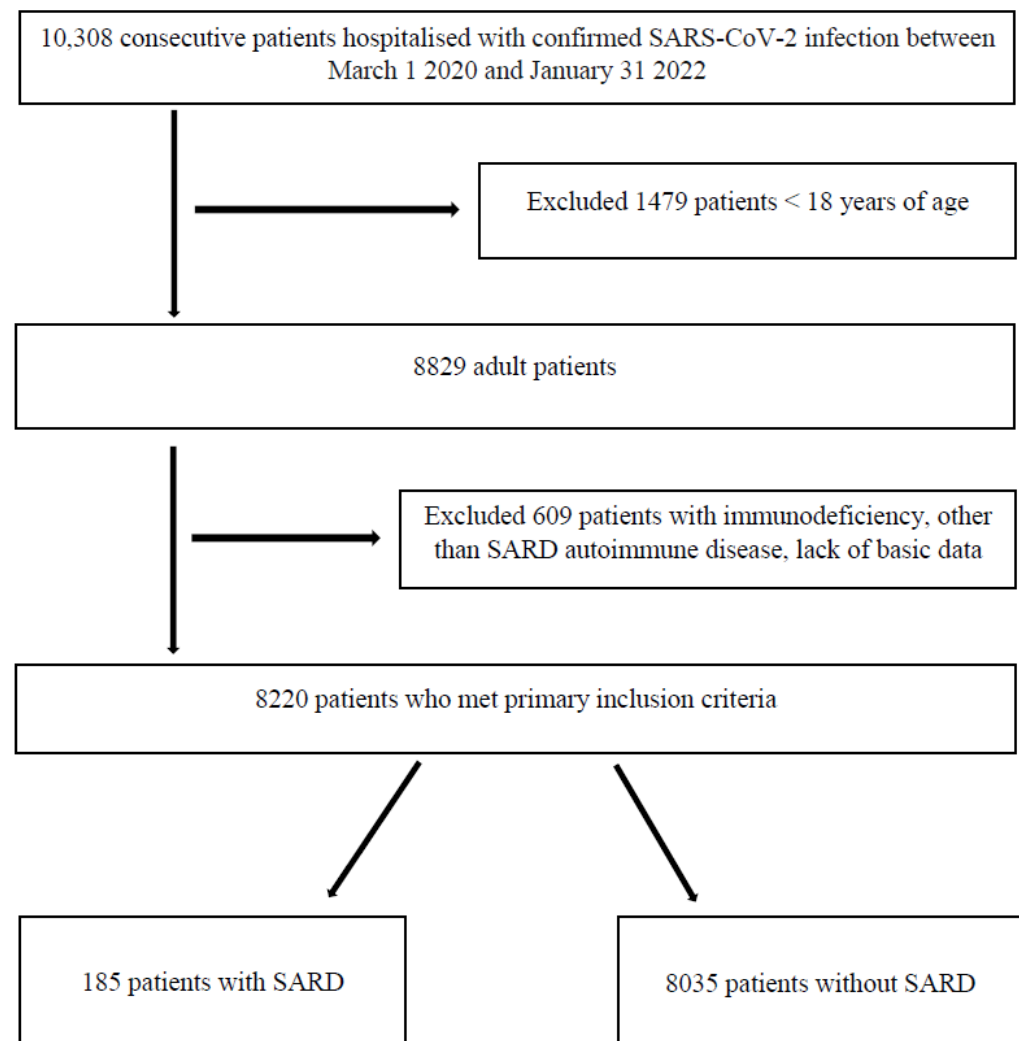 10,308 consecutive patients hospitalised with confirmed SARS-CoV-2 infection between
March 1 2020 and January 31 2022
Excluded 1479 patients < 18 years of age
8829 adult patients
Excluded 609 patients with immunodeficiency, other
than SARD autoimmune disease, lack of basic data
8220 patients who met primary inclusion criteria
185 patients with SARD
8035 patients without SARD